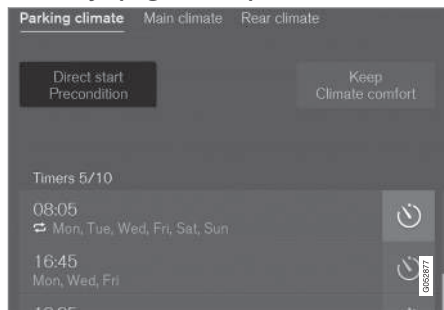 Parking climate Main climate Rear climate
Direct start Keep
Precondition Climate comfort
Timers 5/10
08:05
Mon, Tue, Wed, Fri, Sat, Sun
16:45
Mon, Wed, Fri
G052877